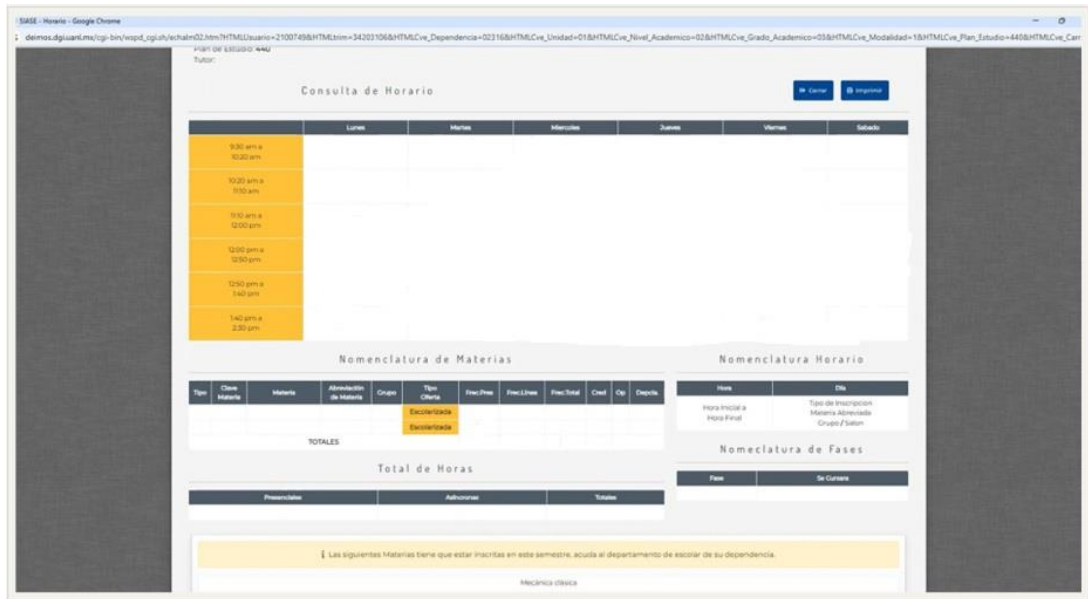 SIASE - Horario - Google Chrome
deimos.dgi.uanl.mx/cgi-bin/wspd_cgi.sh/echalm02.htm?HTMLUsuario=2100749&HTMLtrim=34203106&HTMLCve_Dependencia=02316&HTMLCve_Unidad=01&HTMLCve_Nivel_Academico=02&HTMLCve_Grado_Academico=03&HTMLCve_Modalidad=1&HTMLCve_Plan_Estudio=440&HTMLCve_Carr
Plan de Estudio: 440
Tutor:
Consulta de Horario
Cerrar Imprimir
Lunes Martes Miercoles Jueves Viernes Sabado
9:30 am a
10:20 am
10:20 am a
11:10 am
11:10 am a
12:00 pm
12:00 pm a
12:50 pm
12:50 pm a
1:40 pm
1:40 pm a
2:30 pm
Nomenclatura de Materias
Tipo Clave Materia Materia Abreviación de Materia Grupo Tipo Oferta Frec.Pres Frec.Línea Frec.Total Cred Op Depcia.
Escolarizada
Escolarizada
TOTALES
Nomenclatura Horario
Hora Día
Hora Inicial a
Hora Final
Tipo de Inscripción
Materia Abreviada
Grupo / Salon
Total de Horas
Presenciales Asíncronas Totales
Nomeclatura de Fases
Fase Se Cursara
Las siguientes Materias tiene que estar inscritas en este semestre, acuda al departamento de escolar de su dependencia.
Mecánica clásica